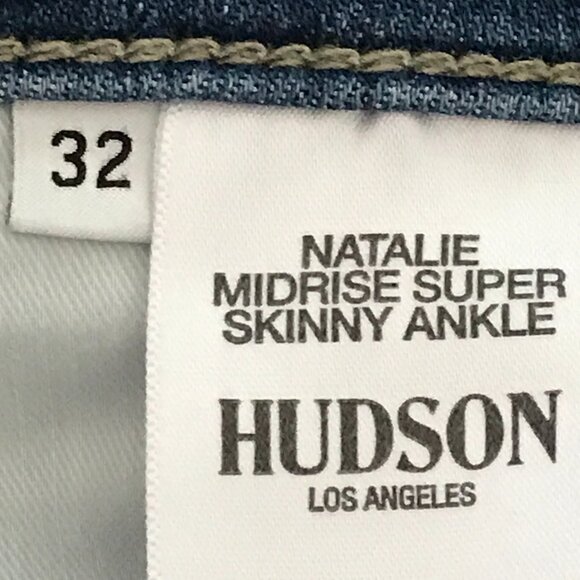 32
NATALIE
MIDRISE SUPER
SKINNY ANKLE
HUDSON
LOS ANGELES